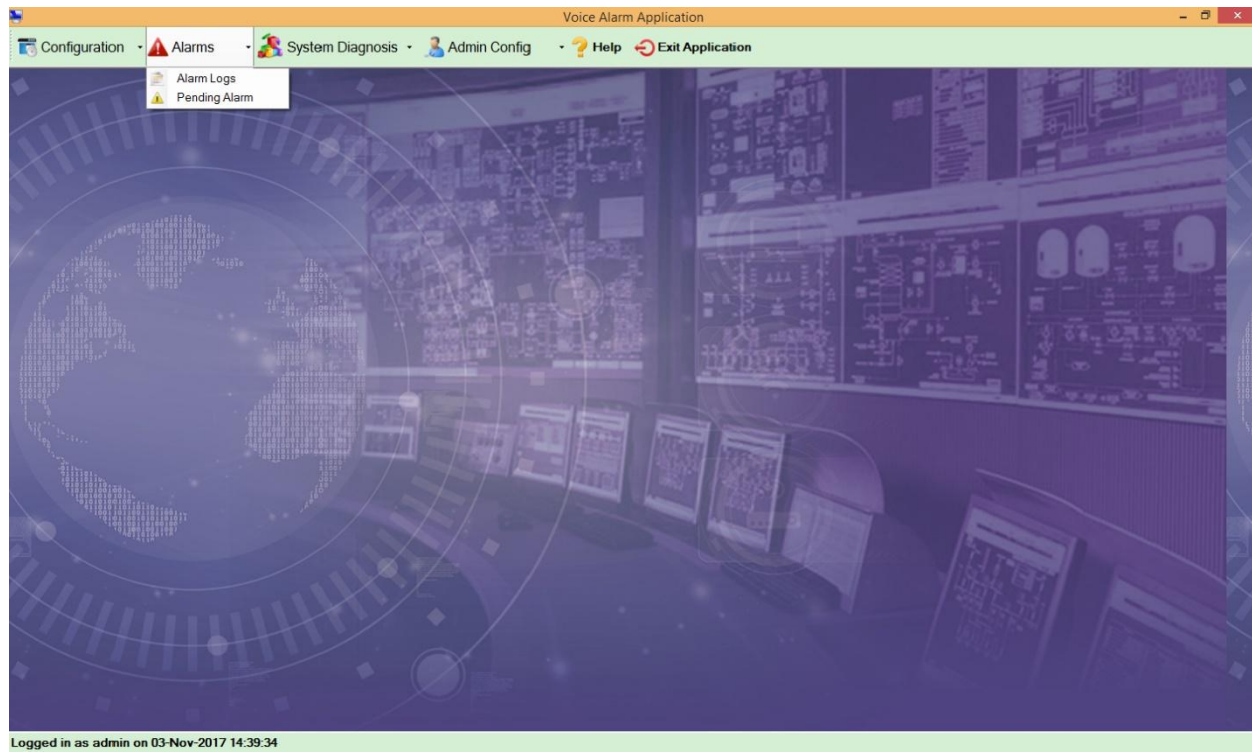 Voice Alarm Application
Configuration Alarms System Diagnosis Admin Config Help Exit Application
Alarm Logs
Pending Alarm
Logged in as admin on 03-Nov-2017 14:39:34